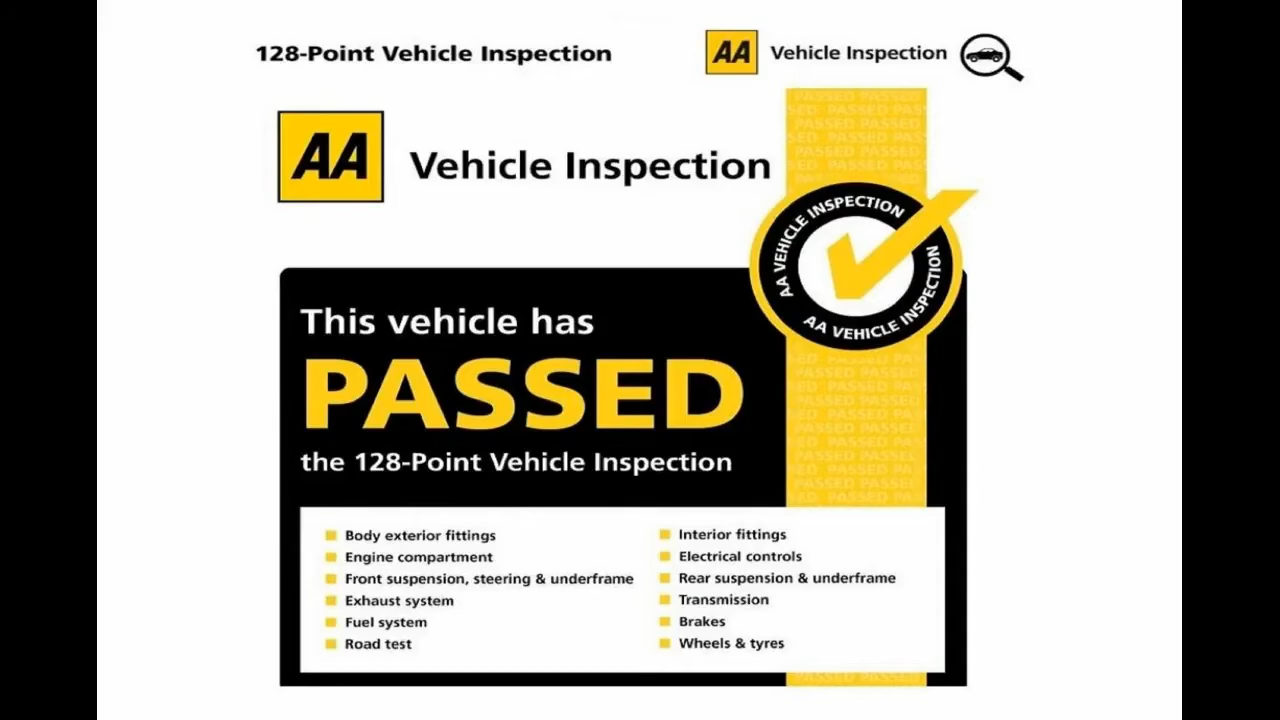 128-Point Vehicle Inspection
AA Vehicle Inspection
AA Vehicle Inspection
AA VEHICLE INSPECTION
AA VEHICLE INSPECTION
This vehicle has
PASSED
the 128-Point Vehicle Inspection
Body exterior fittings
Engine compartment
Front suspension, steering & underframe
Exhaust system
Fuel system
Road test
Interior fittings
Electrical controls
Rear suspension & underframe
Transmission
Brakes
Wheels & tyres
PASSED PASSED